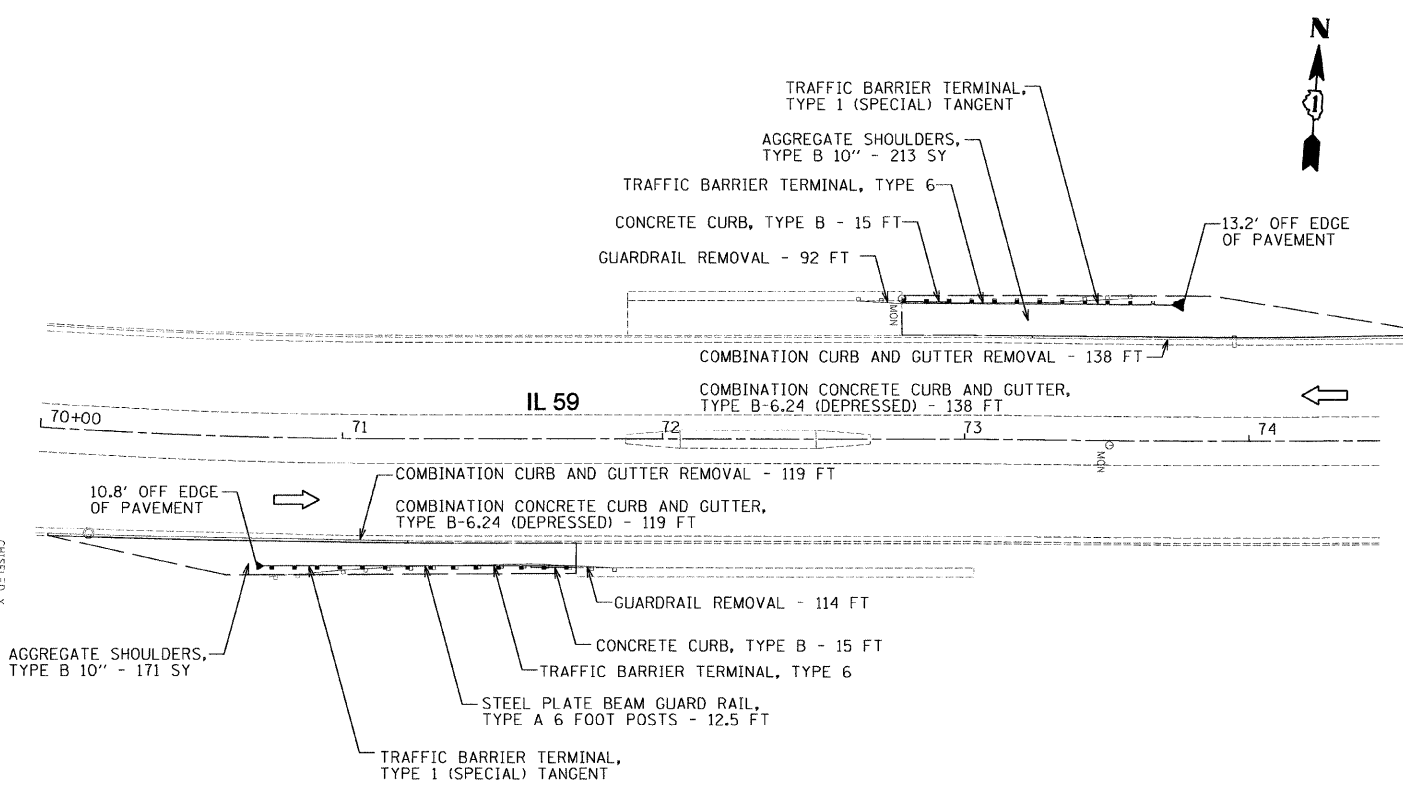 N
1
TRAFFIC BARRIER TERMINAL,
TYPE 1 (SPECIAL) TANGENT
AGGREGATE SHOULDERS,
TYPE B 10" - 213 SY
TRAFFIC BARRIER TERMINAL, TYPE 6
CONCRETE CURB, TYPE B - 15 FT
13.2' OFF EDGE
OF PAVEMENT
GUARDRAIL REMOVAL - 92 FT
MON
COMBINATION CURB AND GUTTER REMOVAL - 138 FT
COMBINATION CONCRETE CURB AND GUTTER,
TYPE B-6.24 (DEPRESSED) - 138 FT
IL 59
70+00
71
72
73
74
MON
COMBINATION CURB AND GUTTER REMOVAL - 119 FT
10.8' OFF EDGE
OF PAVEMENT
COMBINATION CONCRETE CURB AND GUTTER,
TYPE B-6.24 (DEPRESSED) - 119 FT
CHISELED X
GUARDRAIL REMOVAL - 114 FT
CONCRETE CURB, TYPE B - 15 FT
AGGREGATE SHOULDERS,
TYPE B 10" - 171 SY
TRAFFIC BARRIER TERMINAL, TYPE 6
STEEL PLATE BEAM GUARD RAIL,
TYPE A 6 FOOT POSTS - 12.5 FT
TRAFFIC BARRIER TERMINAL,
TYPE 1 (SPECIAL) TANGENT